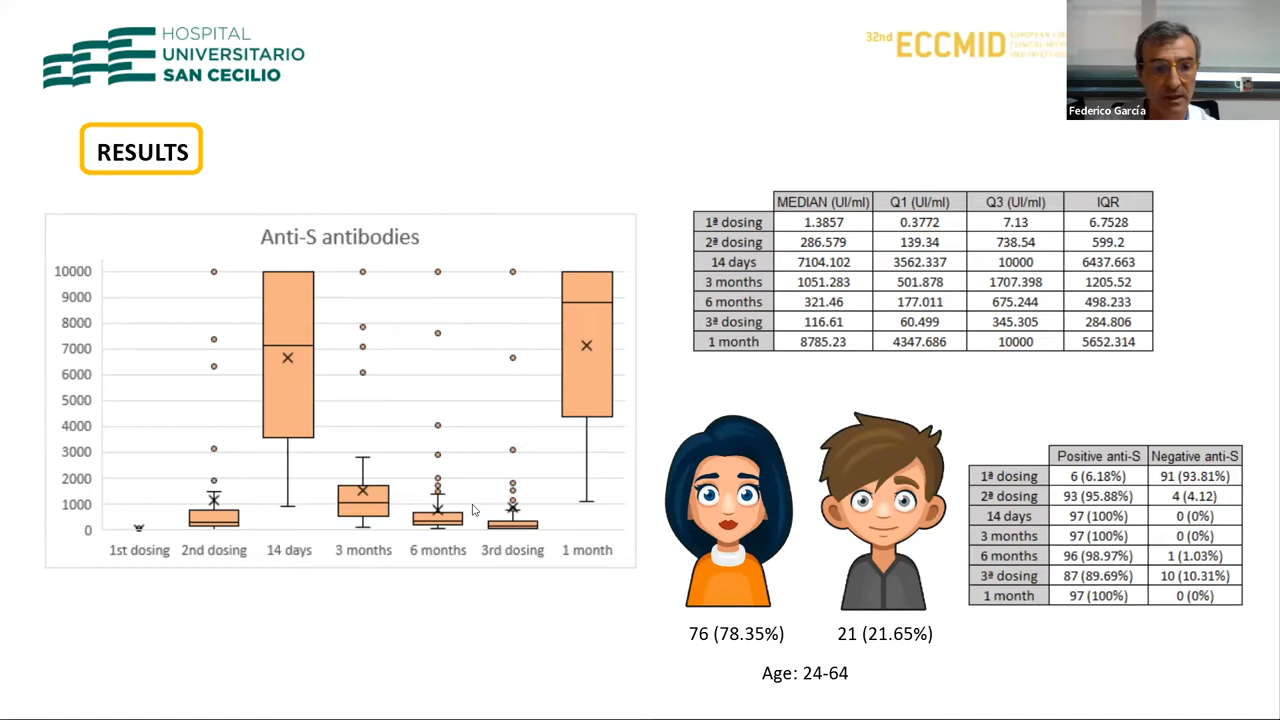 HOSPITAL
UNIVERSITARIO
SAN CECILIO
32nd ECCMID
Federico García
RESULTS
Anti-S antibodies
10000
9000
8000
7000
6000
5000
4000
3000
2000
1000
0
1st dosing 2nd dosing 14 days 3 months 6 months 3rd dosing 1 month
MEDIAN (UI/ml) Q1 (UI/ml) Q3 (UI/ml) IQR
1ª dosing 1.3857 0.3772 7.13 6.7528
2ª dosing 286.579 139.34 738.54 599.2
14 days 7104.102 3562.337 10000 6437.663
3 months 1051.283 501.878 1707.398 1205.52
6 months 321.46 177.011 675.244 498.233
3ª dosing 116.61 60.499 345.305 284.806
1 month 8785.23 4347.686 10000 5652.314
Positive anti-S Negative anti-S
1ª dosing 6 (6.18%) 91 (93.81%)
2ª dosing 93 (95.88%) 4 (4.12)
14 days 97 (100%) 0 (0%)
3 months 97 (100%) 0 (0%)
6 months 96 (98.97%) 1 (1.03%)
3ª dosing 87 (89.69%) 10 (10.31%)
1 month 97 (100%) 0 (0%)
76 (78.35%) 21 (21.65%)
Age: 24-64